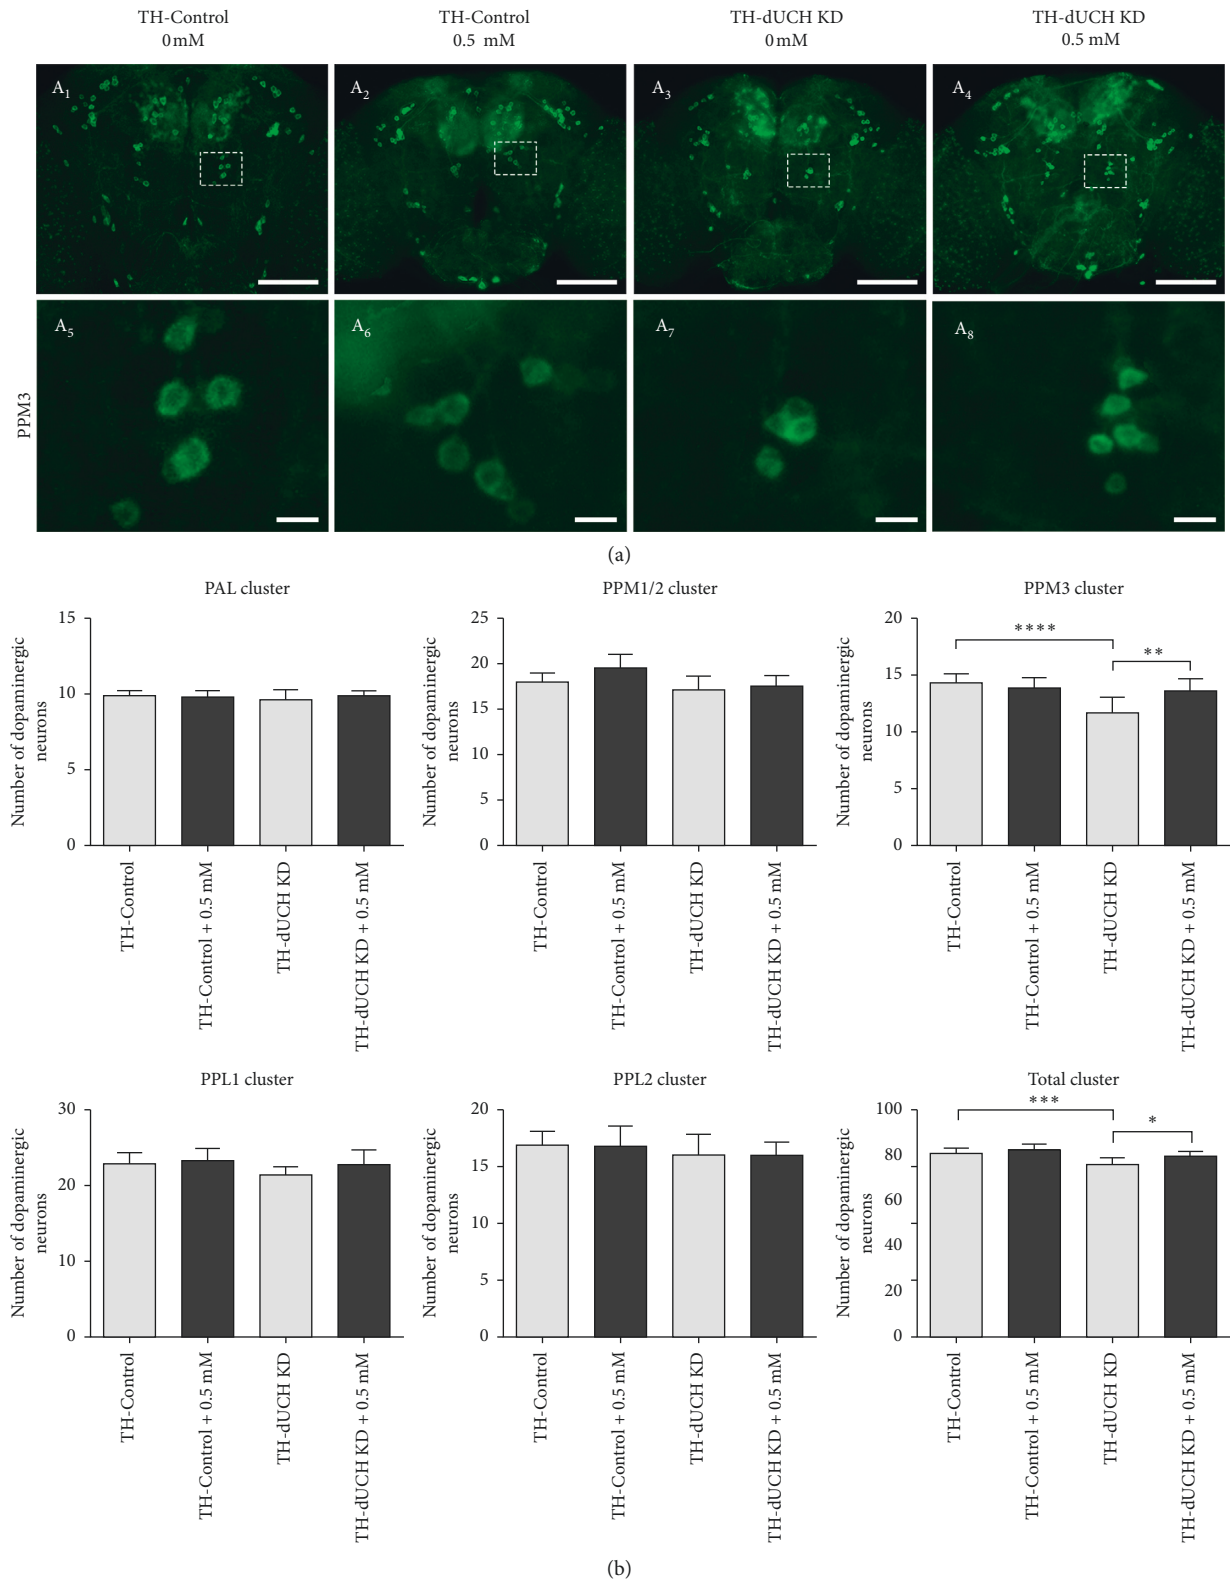 TH-Control TH-Control TH-dUCH KD TH-dUCH KD
0 mM 0.5 mM 0 mM 0.5 mM
A1 A2 A3 A4
A5 A6 A7 A8
PPM3
(a)
PAL cluster
Number of dopaminergic
neurons
15
10
5
0
TH-Control
TH-Control + 0.5 mM
TH-dUCH KD
TH-dUCH KD + 0.5 mM
PPM1/2 cluster
Number of dopaminergic
neurons
25
20
15
10
5
0
TH-Control
TH-Control + 0.5 mM
TH-dUCH KD
TH-dUCH KD + 0.5 mM
PPM3 cluster
Number of dopaminergic
neurons
20
15
10
5
0
****
**
TH-Control
TH-Control + 0.5 mM
TH-dUCH KD
TH-dUCH KD + 0.5 mM
PPL1 cluster
Number of dopaminergic
neurons
30
20
10
0
TH-Control
TH-Control + 0.5 mM
TH-dUCH KD
TH-dUCH KD + 0.5 mM
PPL2 cluster
Number of dopaminergic
neurons
20
15
10
5
0
TH-Control
TH-Control + 0.5 mM
TH-dUCH KD
TH-dUCH KD + 0.5 mM
Total cluster
Number of dopaminergic
neurons
100
80
60
40
80
0
***
*
TH-Control
TH-Control + 0.5 mM
TH-dUCH KD
TH-dUCH KD + 0.5 mM
(b)